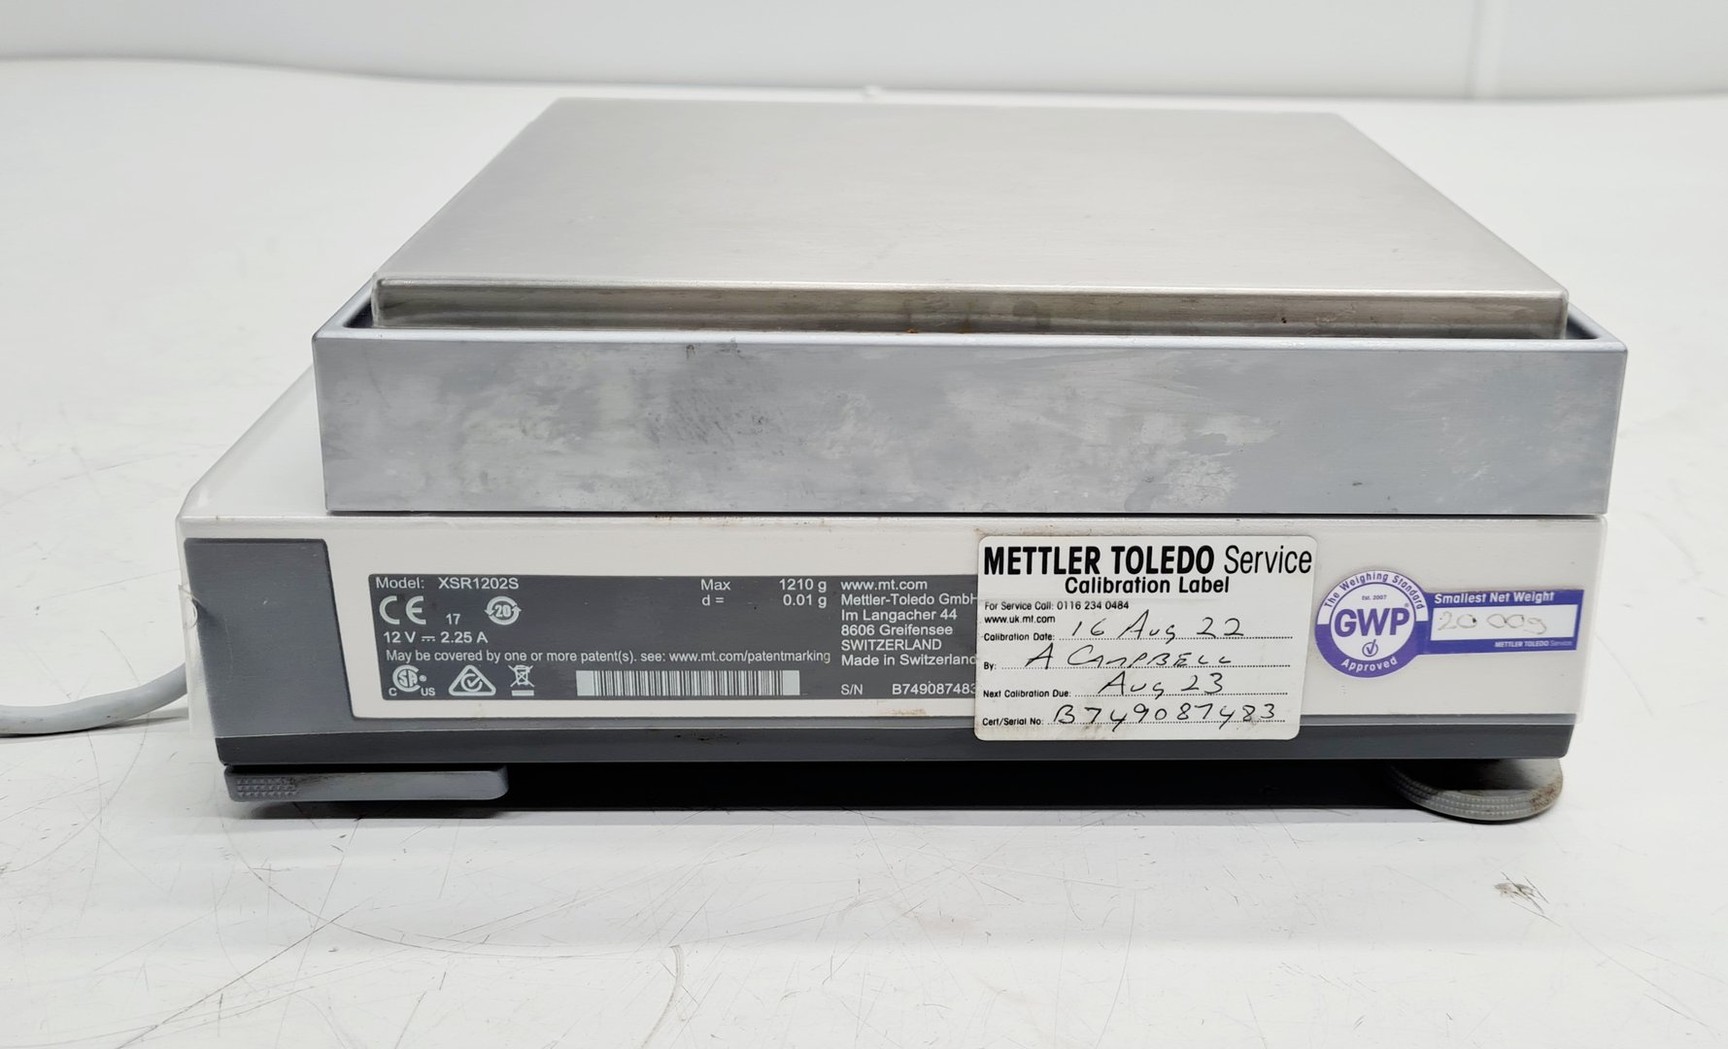 Model: XSR1202S
Max 1210 g
d = 0.01 g
CE 17 20
12 V 2.25 A
May be covered by one or more patent(s). see: www.mt.com/patentmarking
C US
www.mt.com
Mettler-Toledo GmbH
Im Langacher 44
8606 Greifensee
SWITZERLAND
Made in Switzerland
S/N B749087483
METTLER TOLEDO Service
Calibration Label
For Service Call: 0116 234 0484
www.uk.mt.com
Calibration Date: 16 Aug 22
By: A CAMPBELL
Next Calibration Due: Aug 23
Cert/Serial No: B749087483
The Weighing Standard
Est. 2007
GWP®
Approved
Smallest Net Weight
METTLER TOLEDO Service